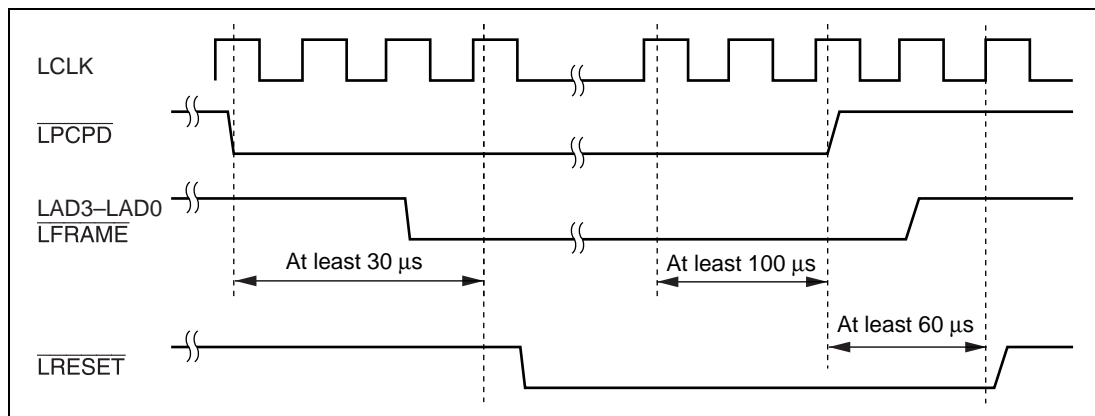 LCLK
LPCPD
LAD3–LAD0
LFRAME
At least 30 μs
At least 100 μs
At least 60 μs
LRESET